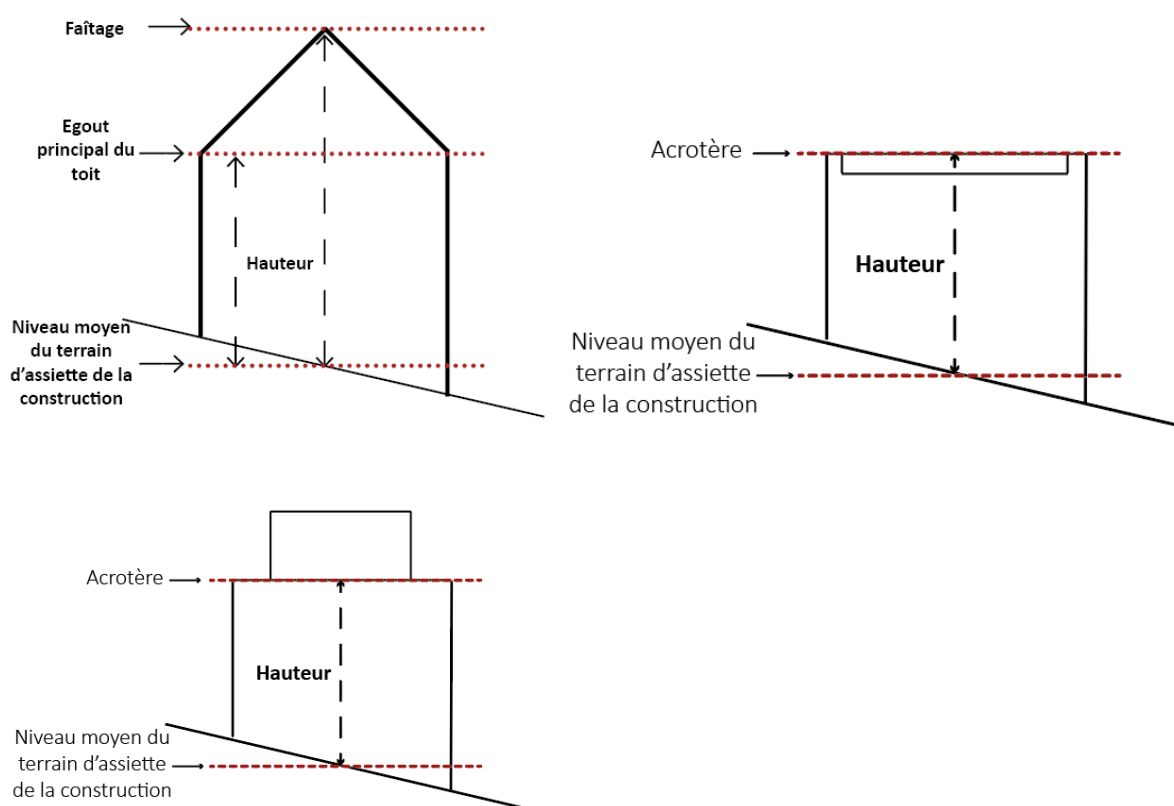 Faîtage
Egout
principal du
toit
Hauteur
Niveau moyen
du terrain
d'assiette de la
construction
Acrotère
Hauteur
Niveau moyen du
terrain d'assiette
de la construction
Acrotère
Hauteur
Niveau moyen du
terrain d'assiette
de la construction